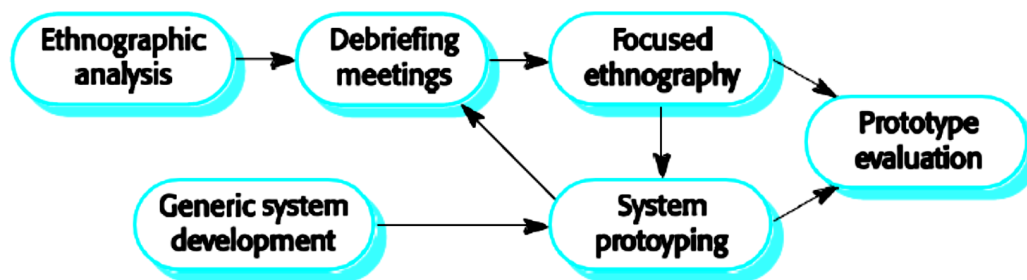 Ethnographic
analysis
Debriefing
meetings
Focused
ethnography
Prototype
evaluation
Generic system
development
System
protoyping